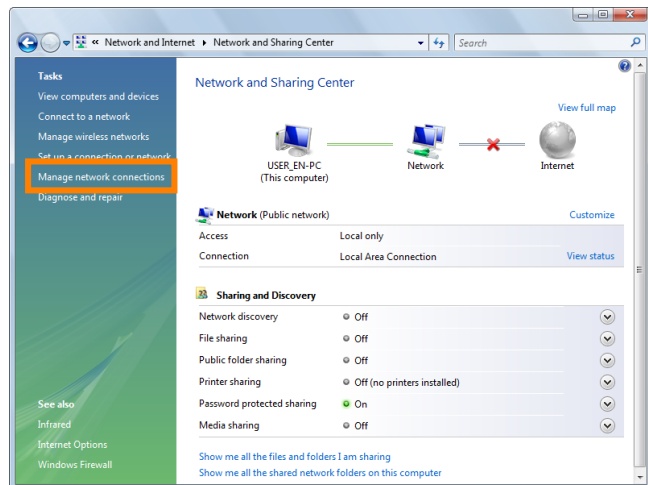 « Network and Internet ▸ Network and Sharing Center
Search
Tasks
View computers and devices
Connect to a network
Manage wireless networks
Set up a connection or network
Manage network connections
Diagnose and repair
See also
Infrared
Internet Options
Windows Firewall
Network and Sharing Center
View full map
USER_EN-PC
(This computer)
Network
Internet
Network (Public network)
Customize
Access Local only
Connection Local Area Connection View status
Sharing and Discovery
Network discovery Off
File sharing Off
Public folder sharing Off
Printer sharing Off (no printers installed)
Password protected sharing On
Media sharing Off
Show me all the files and folders I am sharing
Show me all the shared network folders on this computer